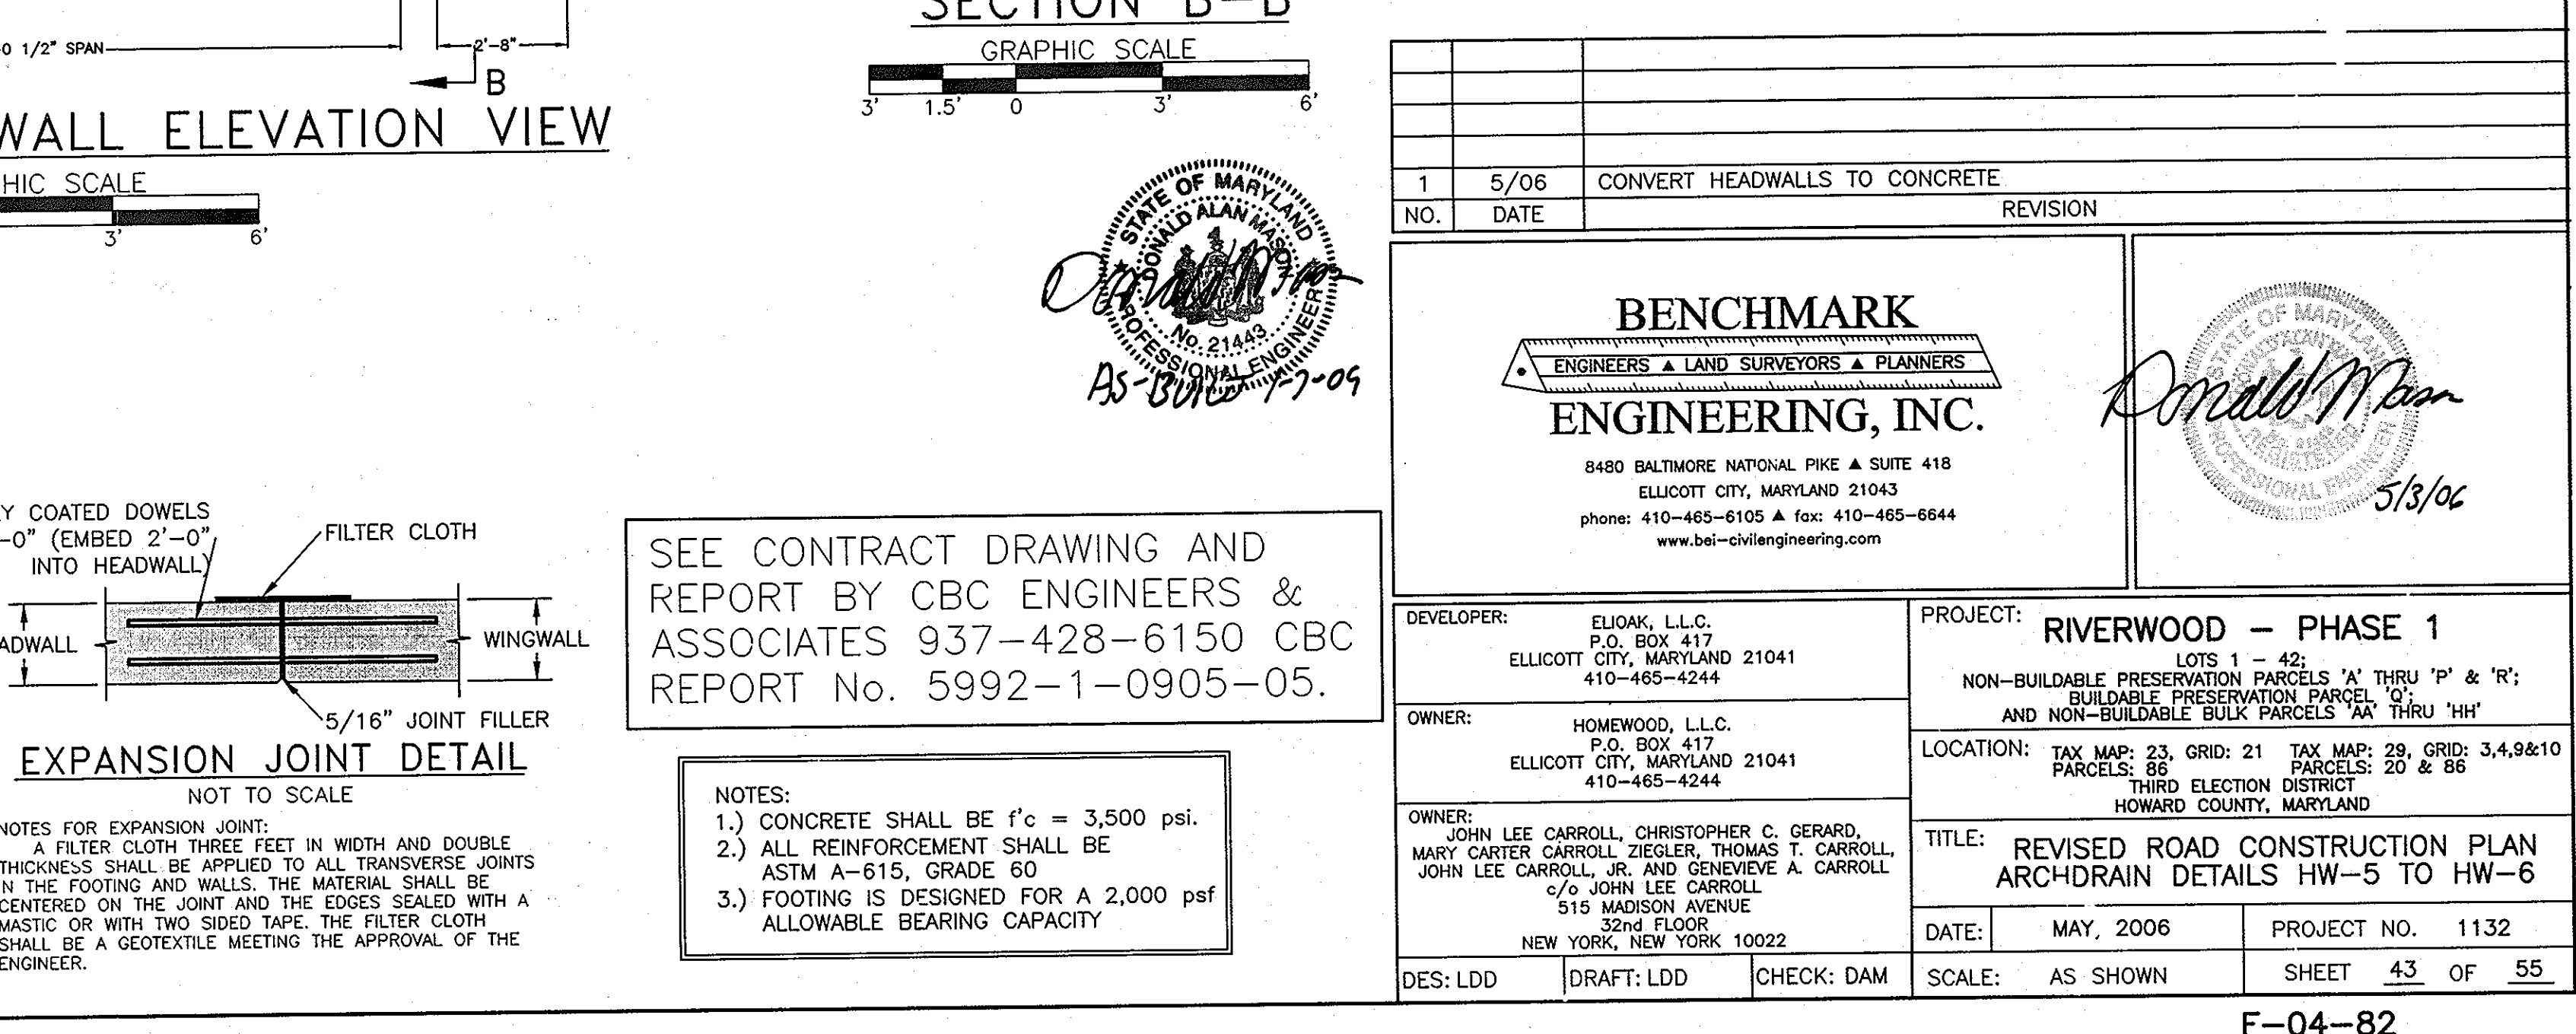 SECTION B-B
GRAPHIC SCALE
3' 1.5' 0 3' 6'
0 1/2" SPAN
2'-8"
B
WALL ELEVATION VIEW
HIC SCALE
3' 6'
STATE OF MARYLAND
DONALD ALAN MASON
No. 21443
PROFESSIONAL ENGINEER
AS-BUILT
Y COATED DOWELS
-0" (EMBED 2'-0"
INTO HEADWALL)
FILTER CLOTH
ADWALL
WINGWALL
5/16" JOINT FILLER
EXPANSION JOINT DETAIL
NOT TO SCALE
NOTES FOR EXPANSION JOINT:
A FILTER CLOTH THREE FEET IN WIDTH AND DOUBLE
THICKNESS SHALL BE APPLIED TO ALL TRANSVERSE JOINTS
IN THE FOOTING AND WALLS. THE MATERIAL SHALL BE
CENTERED ON THE JOINT AND THE EDGES SEALED WITH A
MASTIC OR WITH TWO SIDED TAPE. THE FILTER CLOTH
SHALL BE A GEOTEXTILE MEETING THE APPROVAL OF THE
ENGINEER.
SEE CONTRACT DRAWING AND
REPORT BY CBC ENGINEERS &
ASSOCIATES 937-428-6150 CBC
REPORT No. 5992-1-0905-05.
NOTES:
1.) CONCRETE SHALL BE f'c = 3,500 psi.
2.) ALL REINFORCEMENT SHALL BE
ASTM A-615, GRADE 60
3.) FOOTING IS DESIGNED FOR A 2,000 psf
ALLOWABLE BEARING CAPACITY
1 5/06 CONVERT HEADWALLS TO CONCRETE
NO. DATE REVISION
BENCHMARK
ENGINEERS ▲ LAND SURVEYORS ▲ PLANNERS
ENGINEERING, INC.
8480 BALTIMORE NATIONAL PIKE ▲ SUITE 418
ELLICOTT CITY, MARYLAND 21043
phone: 410-465-6105 ▲ fax: 410-465-6644
www.bei-civilengineering.com
STATE OF MARYLAND
REGISTERED
PROFESSIONAL ENGINEER
Donald Mason
5/3/06
DEVELOPER:
ELIOAK, L.L.C.
P.O. BOX 417
ELLICOTT CITY, MARYLAND 21041
410-465-4244
OWNER:
HOMEWOOD, L.L.C.
P.O. BOX 417
ELLICOTT CITY, MARYLAND 21041
410-465-4244
OWNER:
JOHN LEE CARROLL, CHRISTOPHER C. GERARD,
MARY CARTER CARROLL ZIEGLER, THOMAS T. CARROLL,
JOHN LEE CARROLL, JR. AND GENEVIEVE A. CARROLL
c/o JOHN LEE CARROLL
515 MADISON AVENUE
32nd FLOOR
NEW YORK, NEW YORK 10022
DES: LDD DRAFT: LDD CHECK: DAM
PROJECT: RIVERWOOD - PHASE 1
LOTS 1 - 42;
NON-BUILDABLE PRESERVATION PARCELS 'A' THRU 'P' & 'R';
BUILDABLE PRESERVATION PARCEL 'Q';
AND NON-BUILDABLE BULK PARCELS 'AA' THRU 'HH'
LOCATION: TAX MAP: 23, GRID: 21 TAX MAP: 29, GRID: 3,4,9&10
PARCELS: 86 PARCELS: 20 & 86
THIRD ELECTION DISTRICT
HOWARD COUNTY, MARYLAND
TITLE: REVISED ROAD CONSTRUCTION PLAN
ARCHDRAIN DETAILS HW-5 TO HW-6
DATE: MAY, 2006 PROJECT NO. 1132
SCALE: AS SHOWN SHEET 43 OF 55
F-04-82